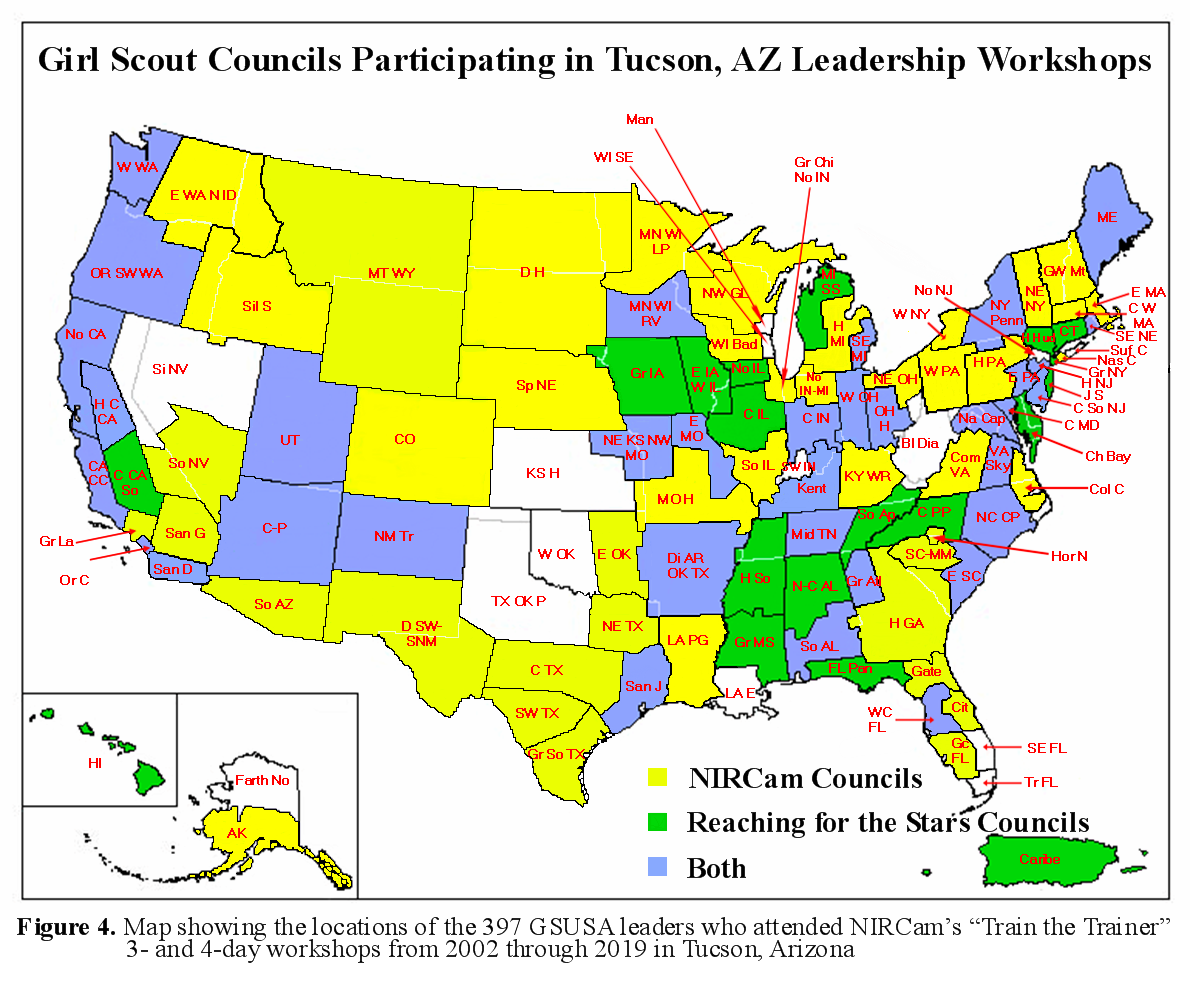 Girl Scout Councils Participating in Tucson, AZ Leadership Workshops
Man
WI SE
Gr Chi
No IN
W WA
E WA N ID
MT WY
D H
MN WI
LP
ME
OR SW WA
Sil S
NW GL
MI
SS
GW Mt
NE
NY
No NJ
E MA
C W
MA
SE NE
No CA
Si NV
MN WI
RV
WI Bad
H
MI
SE
MI
W NY
NY
Penn
CT
H Hud
Suf C
Nas C
Gr NY
H NJ
J S
C So NJ
C MD
Ch Bay
Col C
H C
CA
UT
CO
Sp NE
Gr IA
E IA
W Il
No IL
No
IN-MI
NE OH
W PA
H PA
E PA
C IL
C IN
W OH
OH
H
Na Cap
CA
CC
C CA
So
So NV
NE KS NW
MO
E
MO
KS H
So IL
SW IN
BI Dia
Com
VA
VA
Sky
MO H
Kent
KY WR
Gr La
San G
C-P
NM Tr
W OK
E OK
Di AR
OK TX
Mid TN
So Ap
C PP
NC CP
Hor N
Or C
San D
So AZ
TX OK P
H So
N-C AL
Gr Atl
SC-MM
E SC
D SW-
SNM
NE TX
LA PG
Gr MS
So AL
H GA
C TX
San J
LA E
FL Pan
Gate
SW TX
Gr So TX
WC
FL
Cit
Gc
FL
SE FL
Tr FL
HI
Farth No
AK
NIRCam Councils
Reaching for the Stars Councils
Both
Caribe
Figure 4. Map showing the locations of the 397 GSUSA leaders who attended NIRCam’s “Train the Trainer”
3- and 4-day workshops from 2002 through 2019 in Tucson, Arizona